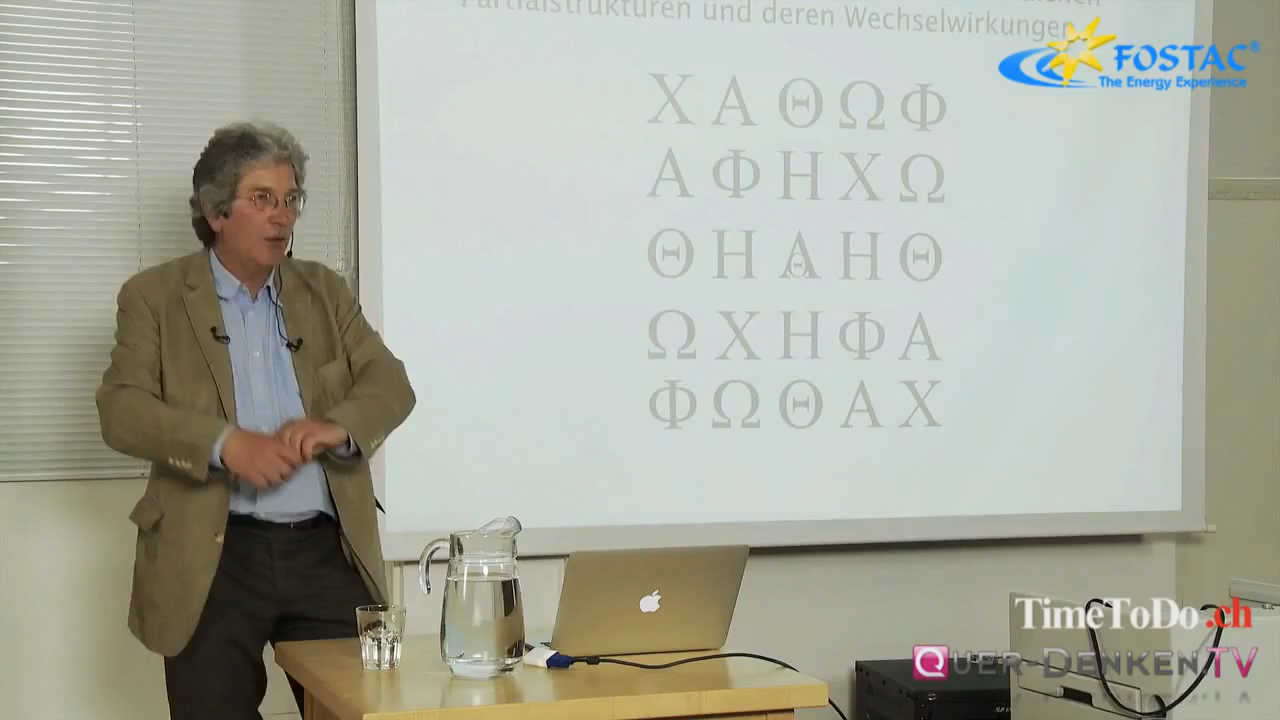 Partialstrukturen und deren Wechselwirkungen
FOSTAC®
The Energy Experience
Χ Α Θ Ω Φ
Α Φ Η Χ Ω
Θ Η Α Η Θ
Θ
Ω Χ Η Φ Α
Φ Ω Θ Α Χ
TimeToDo.ch
QUER-DENKEN.TV